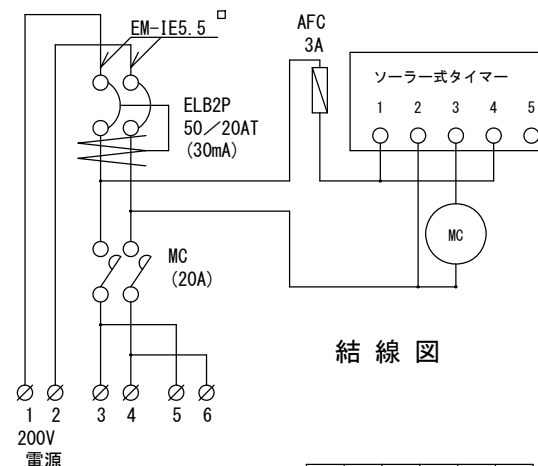 EM-IE5.5□
AFC
3A
ソーラー式タイマー
1 2 3 4 5
ELB2P
50／20AT
(30mA)
MC
MC
(20A)
結線図
1 2 3 4 5 6
200V
電源